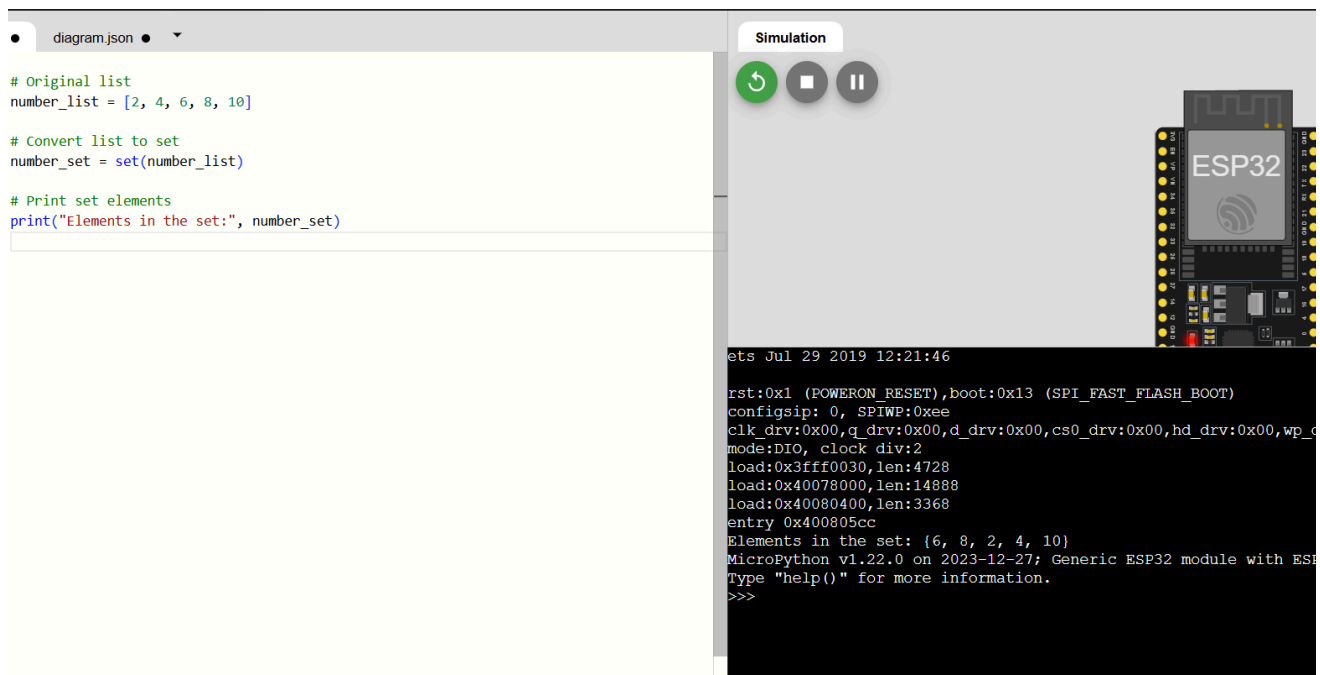 diagram.json
# Original list
number_list = [2, 4, 6, 8, 10]
# Convert list to set
number_set = set(number_list)
# Print set elements
print("Elements in the set:", number_set)
Simulation
ESP32
ets Jul 29 2019 12:21:46
rst:0x1 (POWERON_RESET),boot:0x13 (SPI_FAST_FLASH_BOOT)
configsip: 0, SPIWP:0xee
clk_drv:0x00,q_drv:0x00,d_drv:0x00,cs0_drv:0x00,hd_drv:0x00,wp_
mode:DIO, clock div:2
load:0x3fff0030,len:4728
load:0x40078000,len:14888
load:0x40080400,len:3368
entry 0x400805cc
Elements in the set: {6, 8, 2, 4, 10}
MicroPython v1.22.0 on 2023-12-27; Generic ESP32 module with
Type "help()" for more information.
>>>